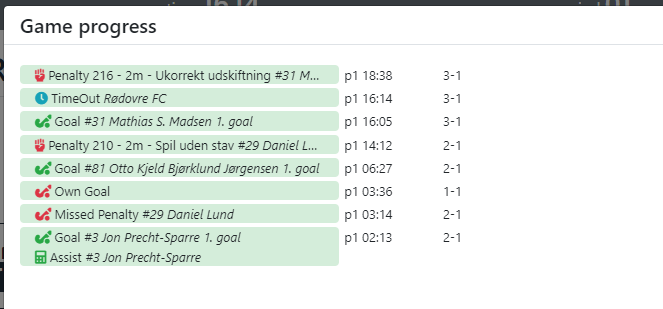 Game progress
Penalty 216 - 2m - Ukorrekt udskiftning #31 M... p1 18:38 3-1
TimeOut Rødovre FC p1 16:14 3-1
Goal #31 Mathias S. Madsen 1. goal p1 16:05 3-1
Penalty 210 - 2m - Spil uden stav #29 Daniel L... p1 14:12 2-1
Goal #81 Otto Kjeld Bjørklund Jørgensen 1. goal p1 06:27 2-1
Own Goal p1 03:36 1-1
Missed Penalty #29 Daniel Lund p1 03:14 2-1
Goal #3 Jon Precht-Sparre 1. goal p1 02:13 2-1
Assist #3 Jon Precht-Sparre